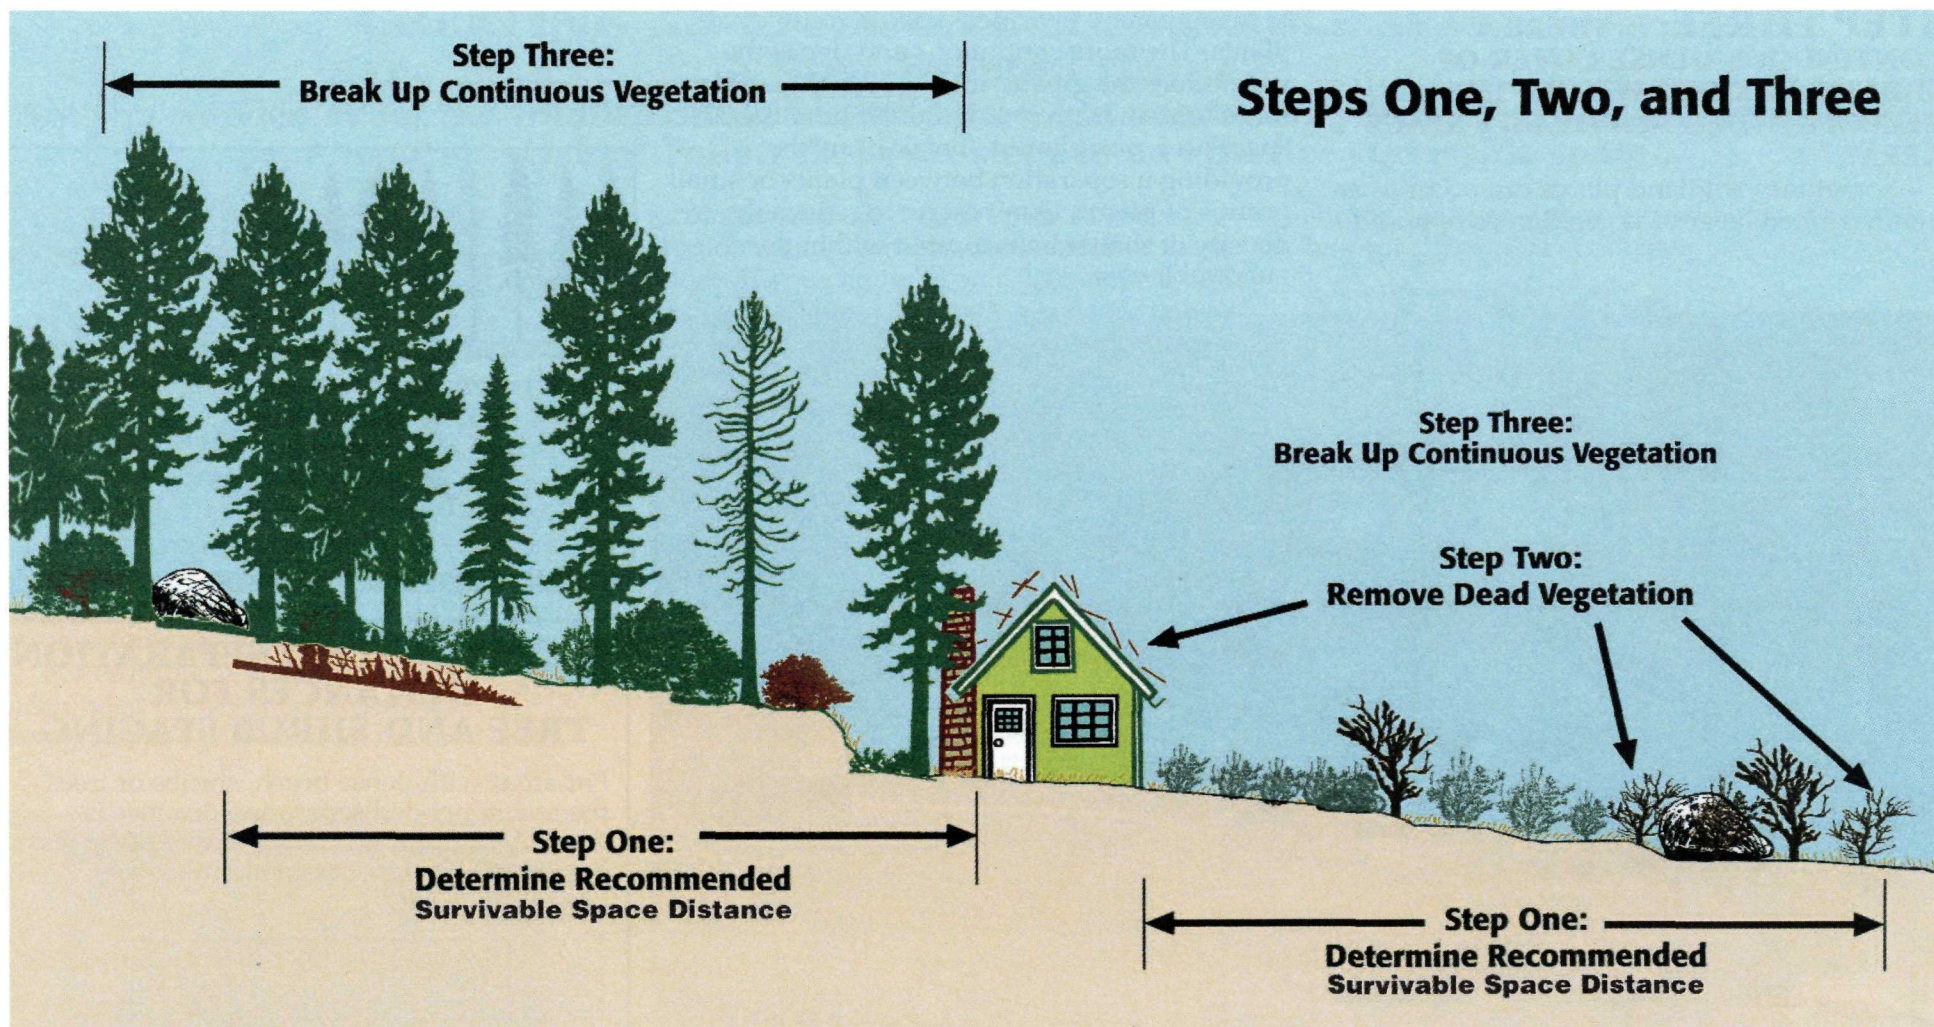 Step Three:
Break Up Continuous Vegetation
Steps One, Two, and Three
Step Three:
Break Up Continuous Vegetation
Step Two:
Remove Dead Vegetation
Step One:
Determine Recommended
Survivable Space Distance
Step One:
Determine Recommended
Survivable Space Distance